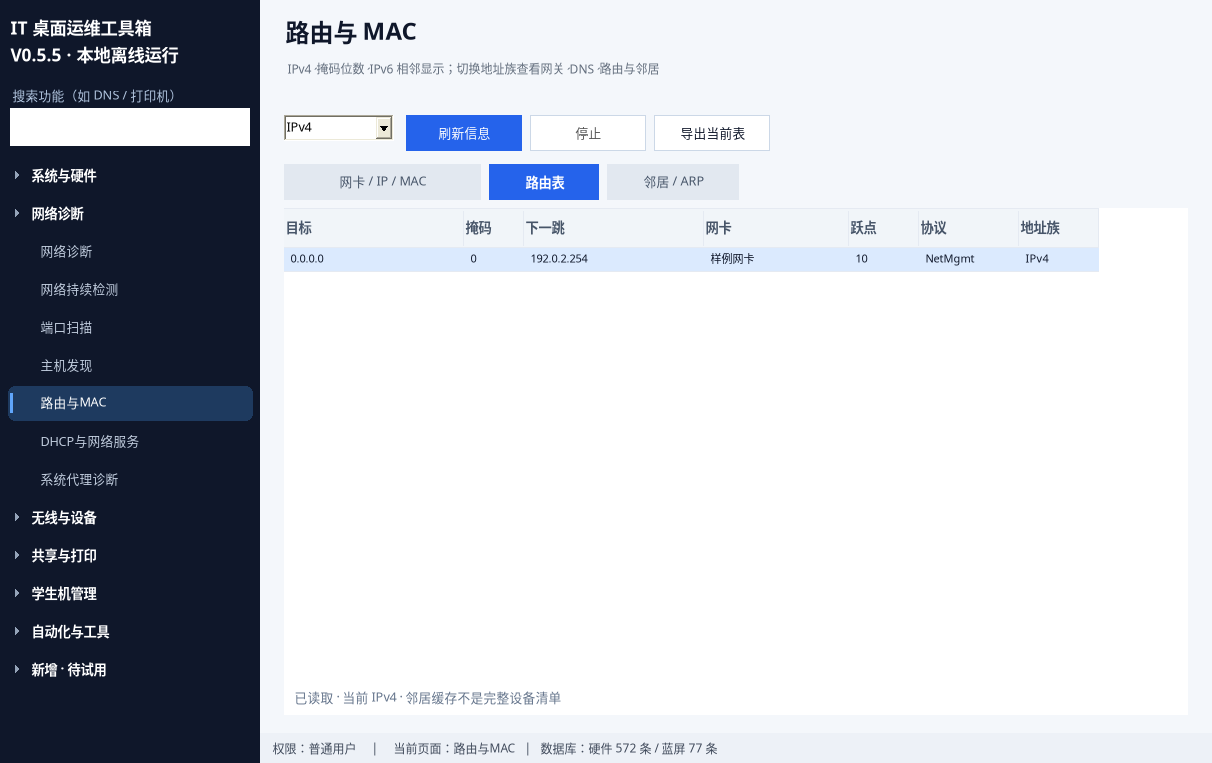 IT 桌面运维工具箱
V0.5.5 · 本地离线运行
搜索功能（如 DNS / 打印机）
系统与硬件
网络诊断
网络诊断
网络持续检测
端口扫描
主机发现
路由与MAC
DHCP与网络服务
系统代理诊断
无线与设备
共享与打印
学生机管理
自动化与工具
新增 · 待试用
路由与 MAC
IPv4 ·掩码位数 ·IPv6 相邻显示；切换地址族查看网关 ·DNS ·路由与邻居
IPv4 刷新信息 停止 导出当前表
网卡 / IP / MAC 路由表 邻居 / ARP
目标 掩码 下一跳 网卡 跃点 协议 地址族
0.0.0.0 0 192.0.2.254 样例网卡 10 NetMgmt IPv4
已读取 · 当前 IPv4 · 邻居缓存不是完整设备清单
权限：普通用户 | 当前页面：路由与MAC | 数据库：硬件 572 条 / 蓝屏 77 条